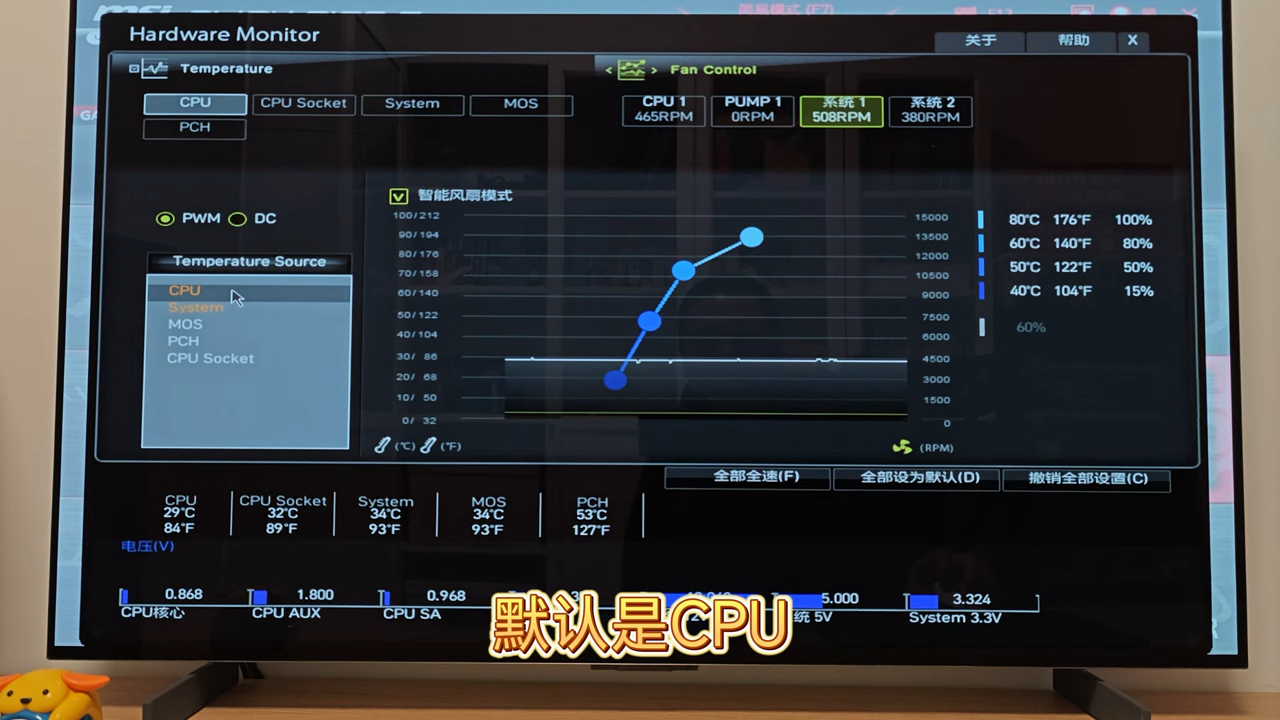 Hardware Monitor
关于
帮助
X
Temperature
< > Fan Control
CPU
CPU Socket
System
MOS
PCH
CPU 1
465RPM
PUMP 1
0RPM
系统 1
508RPM
系统 2
380RPM
智能风扇模式
PWM
DC
Temperature Source
CPU
System
MOS
PCH
CPU Socket
100/212
90/194
80/176
70/158
60/140
50/122
40/104
30/ 86
20/ 68
10/ 50
0/ 32
(℃)
(℉)
15000
13500
12000
10500
9000
7500
6000
4500
3000
1500
0
(RPM)
80℃ 176℉ 100%
60℃ 140℉ 80%
50℃ 122℉ 50%
40℃ 104℉ 15%
60%
全部全速(F)
全部设为默认(D)
撤销全部设置(C)
CPU
29℃
84℉
CPU Socket
32℃
89℉
System
34℃
93℉
MOS
34℃
93℉
PCH
53℃
127℉
电压(V)
0.868
CPU核心
1.800
CPU AUX
0.968
CPU SA
5.000
统 5V
3.324
System 3.3V
默认是CPU